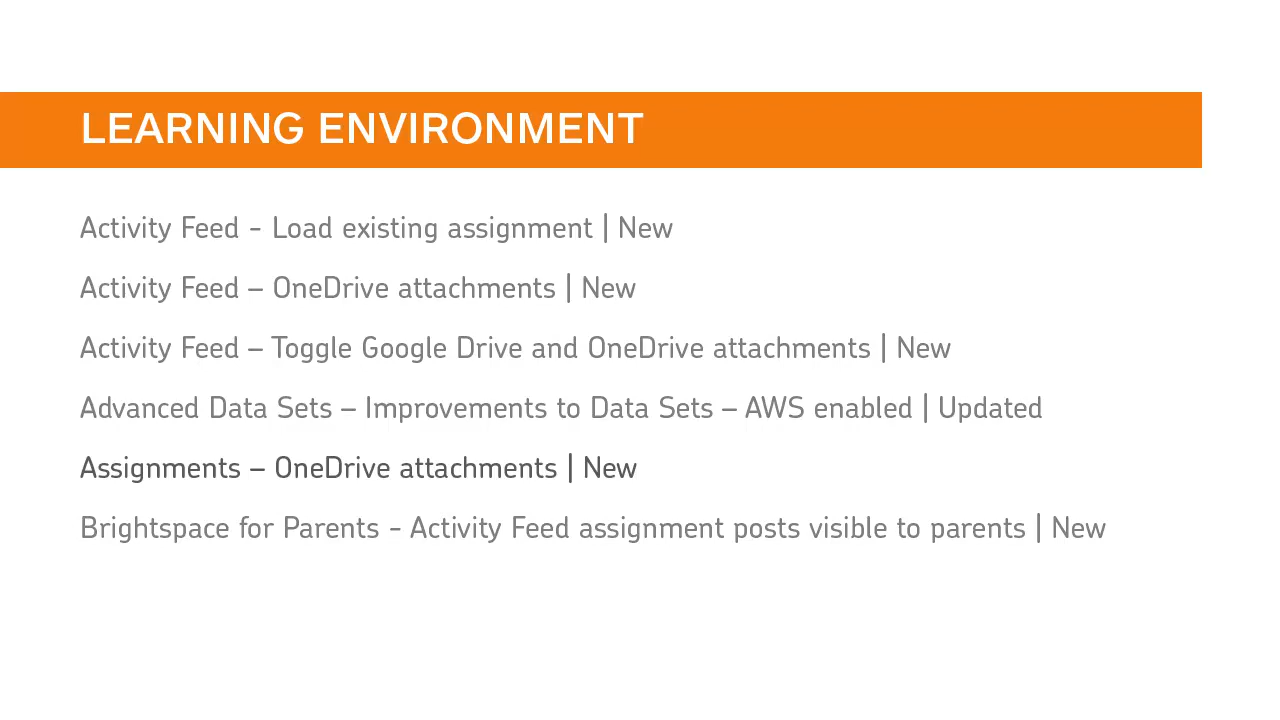 LEARNING ENVIRONMENT
Activity Feed - Load existing assignment | New
Activity Feed – OneDrive attachments | New
Activity Feed – Toggle Google Drive and OneDrive attachments | New
Advanced Data Sets – Improvements to Data Sets – AWS enabled | Updated
Assignments – OneDrive attachments | New
Brightspace for Parents - Activity Feed assignment posts visible to parents | New